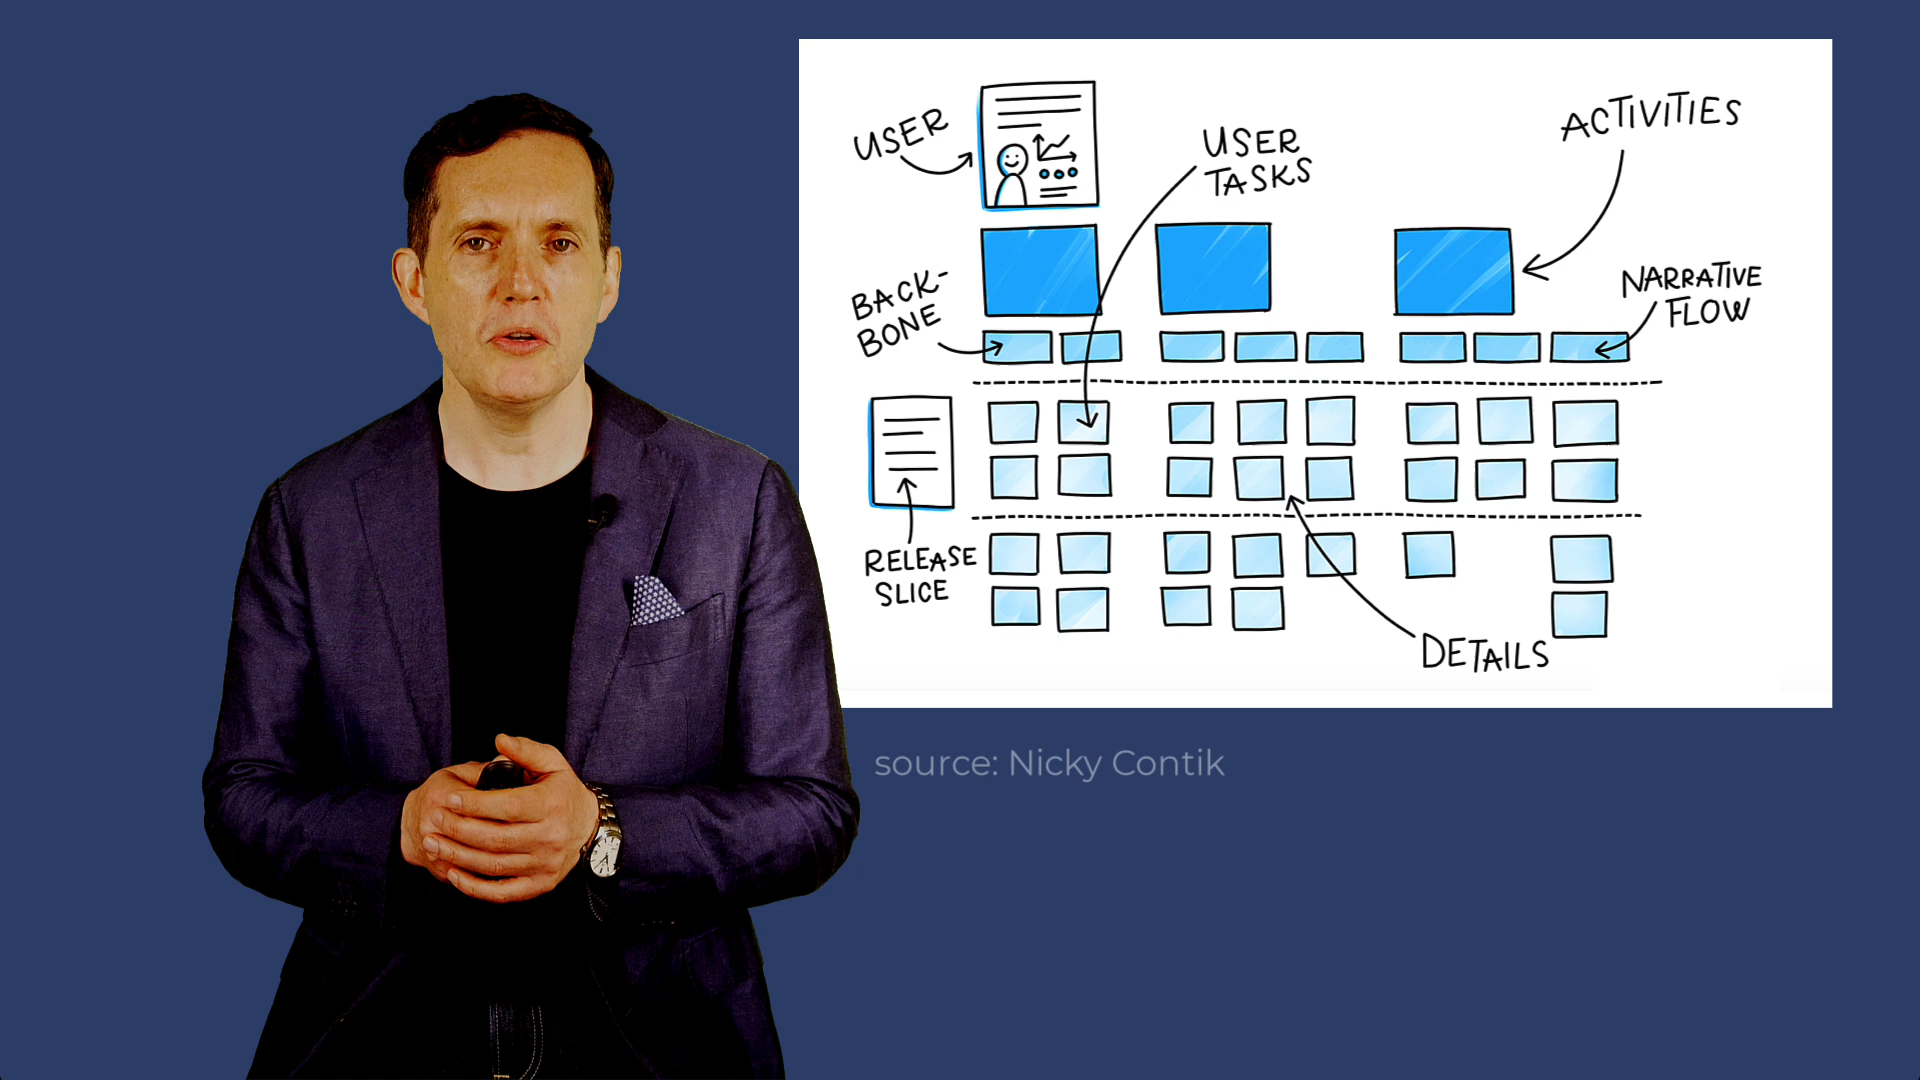 USER
USER
TASKS
ACTIVITIES
BACK-
BONE
NARRATIVE
FLOW
RELEASE
SLICE
DETAILS
source: Nicky Contik